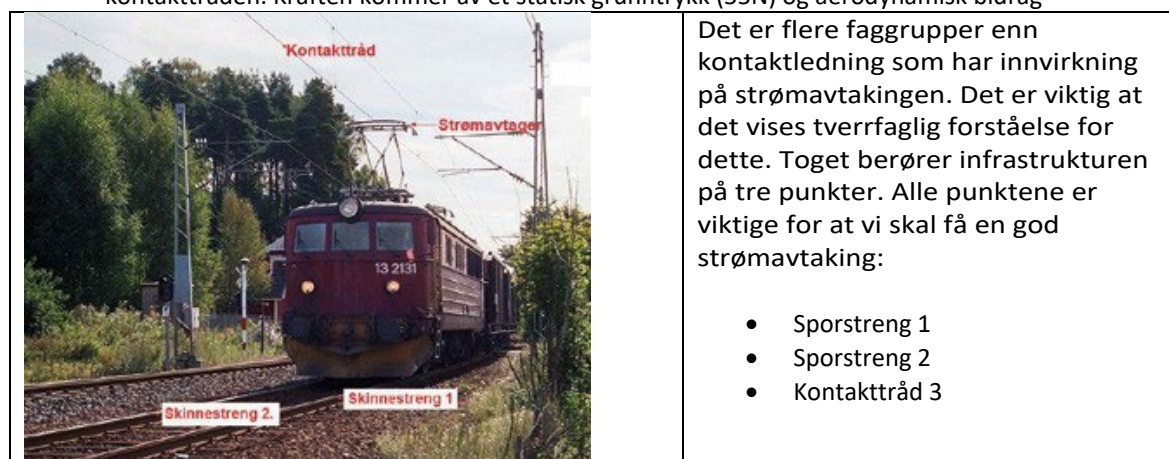 kontakttråden. Kraften kommer av et statisk grunntrykk (55N) og aerodynamisk bidrag
Kontakttråd
Strømavtager
13 2131
Skinnestreng 1
Skinnestreng 2.
Det er flere faggrupper enn
kontaktledning som har innvirkning
på strømavtakingen. Det er viktig at
det vises tverrfaglig forståelse for
dette. Toget berører infrastrukturen
på tre punkter. Alle punktene er
viktige for at vi skal få en god
strømavtaking:
• Sporstreng 1
• Sporstreng 2
• Kontakttråd 3